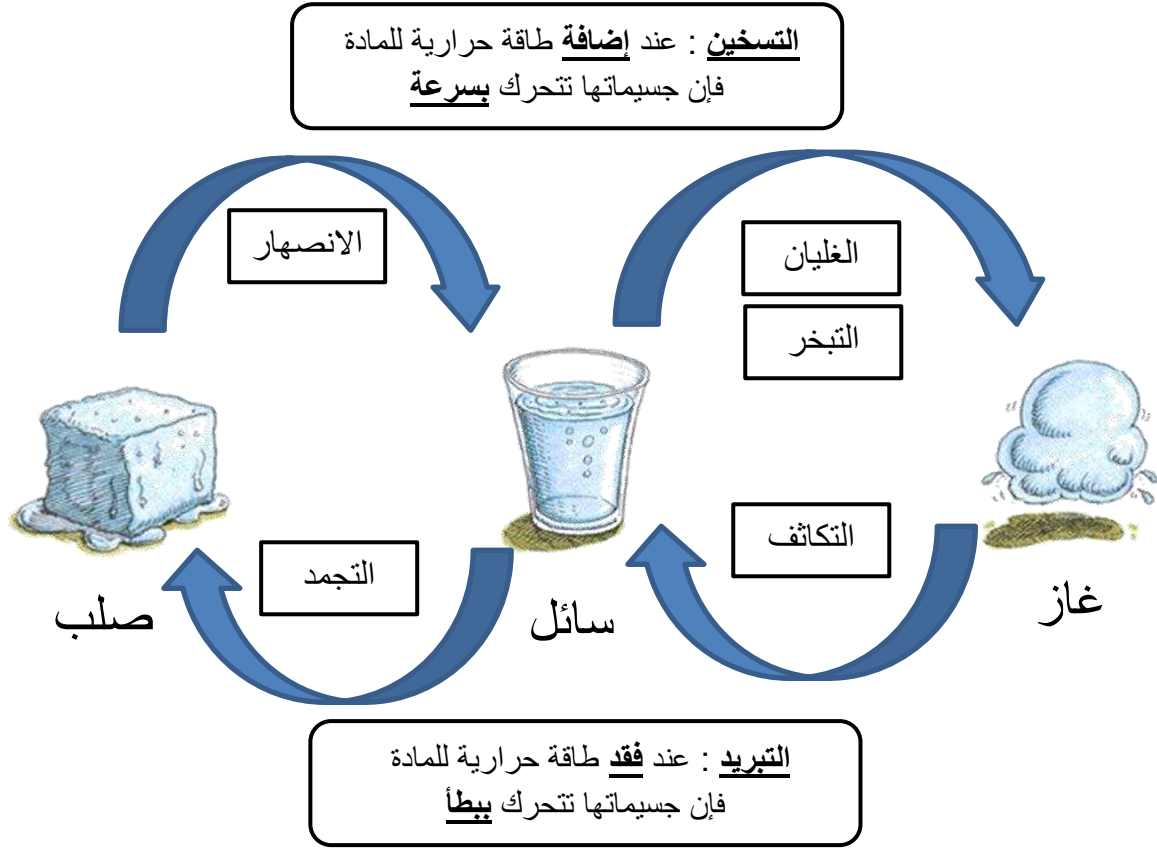 التسخين : عند إضافة طاقة حرارية للمادة
فإن جسيماتها تتحرك بسرعة
الانصهار
الغليان
التبخر
التكاثف
التجمد
غاز
سائل
صلب
التبريد : عند فقد طاقة حرارية للمادة
فإن جسيماتها تتحرك ببطأ